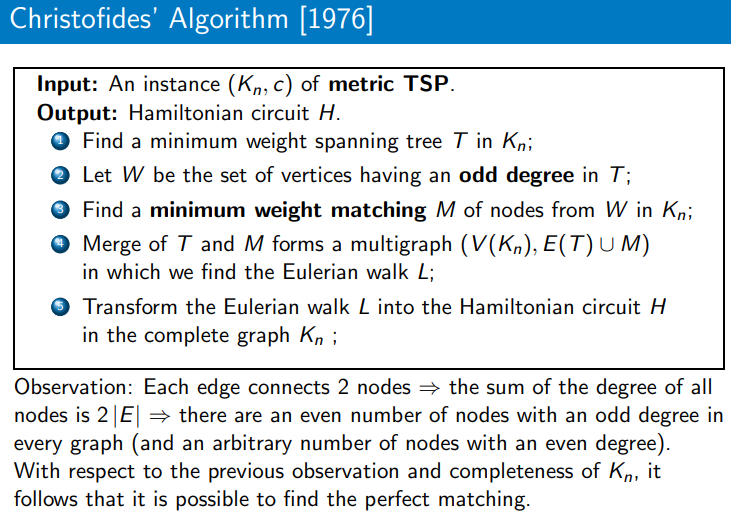 Christofides' Algorithm [1976]
Input: An instance (Kₙ, c) of metric TSP.
Output: Hamiltonian circuit H.
1 Find a minimum weight spanning tree T in Kₙ;
2 Let W be the set of vertices having an odd degree in T;
3 Find a minimum weight matching M of nodes from W in Kₙ;
4 Merge of T and M forms a multigraph (V(Kₙ), E(T) ∪ M)
in which we find the Eulerian walk L;
5 Transform the Eulerian walk L into the Hamiltonian circuit H
in the complete graph Kₙ ;
Observation: Each edge connects 2 nodes ⇒ the sum of the degree of all
nodes is 2 |E| ⇒ there are an even number of nodes with an odd degree in
every graph (and an arbitrary number of nodes with an even degree).
With respect to the previous observation and completeness of Kₙ, it
follows that it is possible to find the perfect matching.